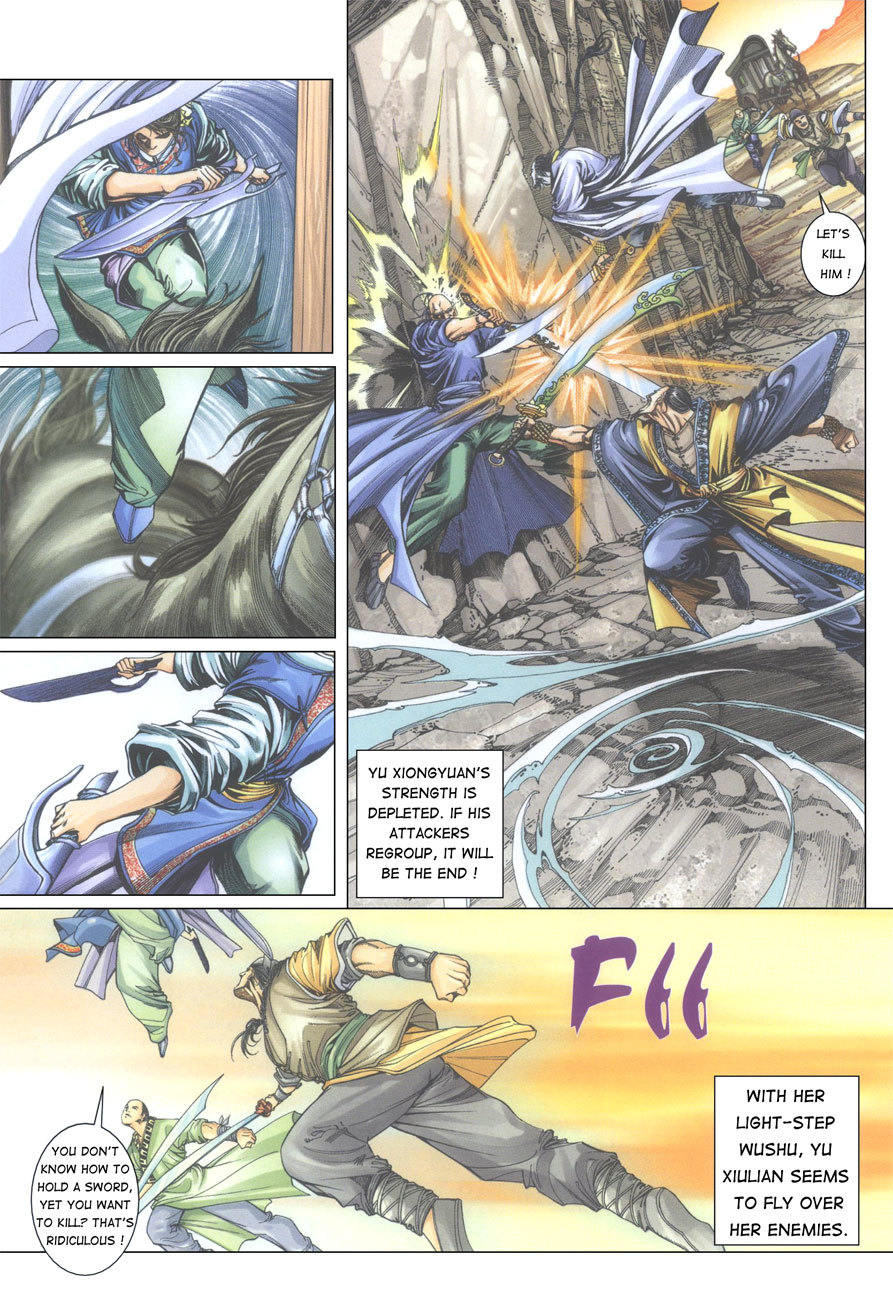 LET'S
KILL
HIM !
YU XIONGYUAN'S
STRENGTH IS
DEPLETED. IF HIS
ATTACKERS
REGROUP, IT WILL
BE THE END !
WITH HER
LIGHT-STEP
WUSHU, YU
XIULIAN SEEMS
TO FLY OVER
HER ENEMIES.
YOU DON'T
KNOW HOW TO
HOLD A SWORD,
YET YOU WANT
TO KILL? THAT'S
RIDICULOUS !